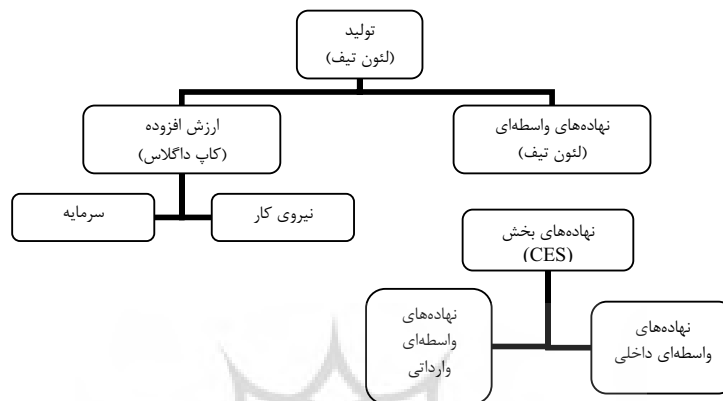 تولید
(لئون تیف)
ارزش افزوده
(کاپ داگلاس)
نهاده‌های واسطه‌ای
(لئون تیف)
نیروی کار
سرمایه
نهاده‌های بخش
(CES)
نهاده‌های
واسطه‌ای داخلی
نهاده‌های
واسطه‌ای
وارداتی